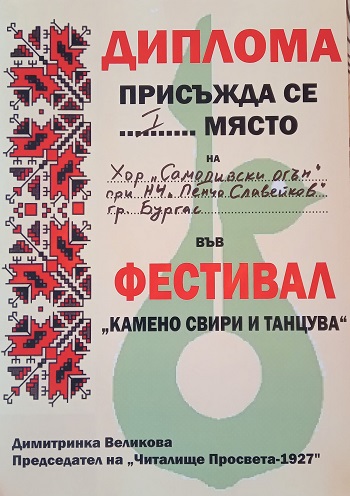 ДИПЛОМА
ПРИСЪЖДА СЕ
....I.......... МЯСТО
НА
Хор „Самодивски огън"
при НЧ „Пенчо Славейков"
гр. Бургас
ВЪВ
ФЕСТИВАЛ
„КАМЕНО СВИРИ И ТАНЦУВА“
Димитринка Великова
Председател на „Читалище Просвета-1927"